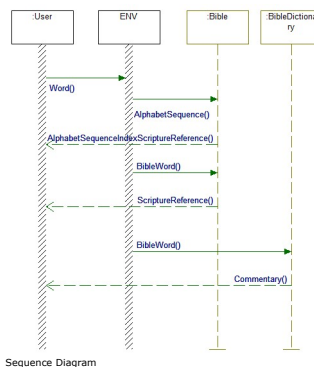 :User
ENV
:Bible
:BibleDictiona
ry
Word()
AlphabetSequence()
AlphabetSequenceIndexScriptureReference()
BibleWord()
ScriptureReference()
BibleWord()
Commentary()
Sequence Diagram